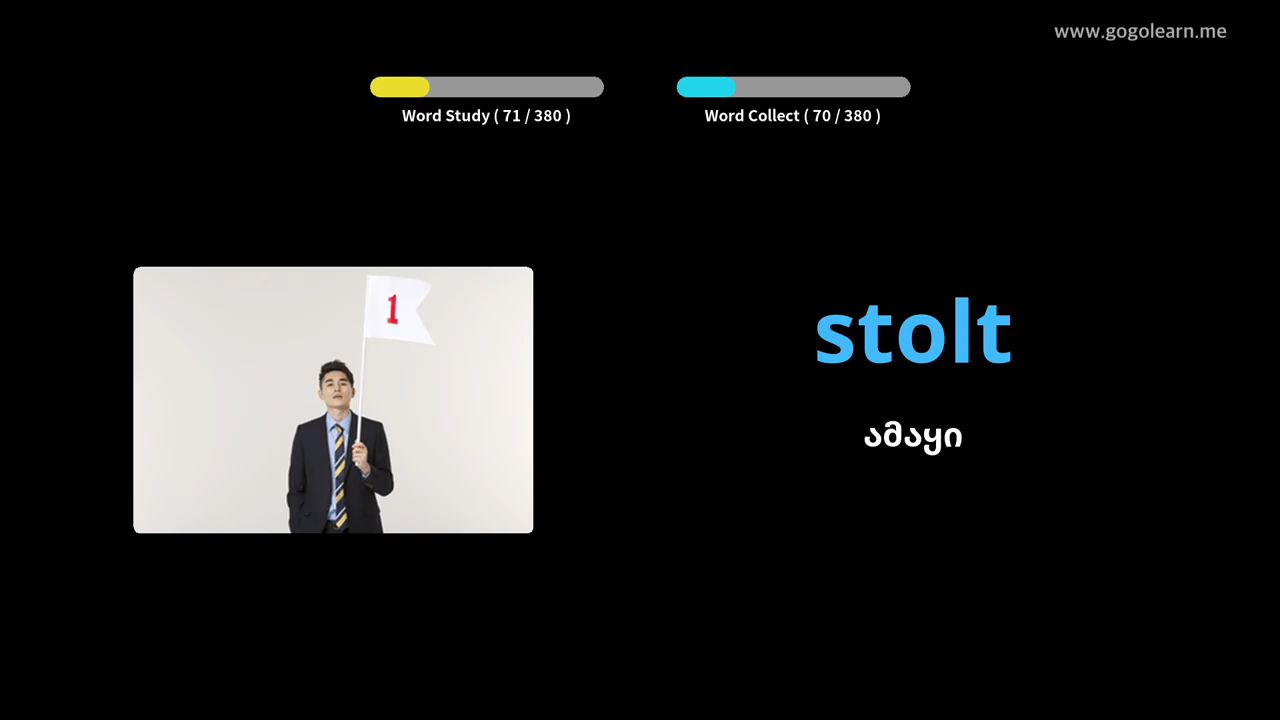 www.gogolearn.me
Word Study ( 71 / 380 )
Word Collect ( 70 / 380 )
1
stolt
ამაყი